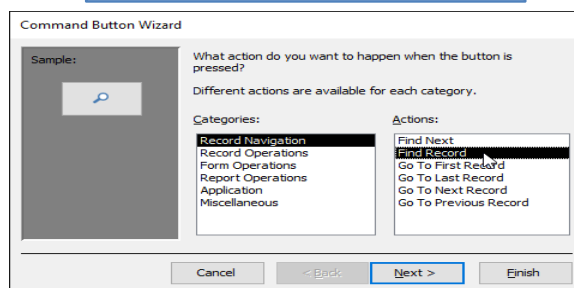 Command Button Wizard
Sample:
What action do you want to happen when the button is
pressed?
Different actions are available for each category.
Categories:
Actions:
Record Navigation
Record Operations
Form Operations
Report Operations
Application
Miscellaneous
Find Next
Find Record
Go To First Record
Go To Last Record
Go To Next Record
Go To Previous Record
Cancel
< Back
Next >
Finish